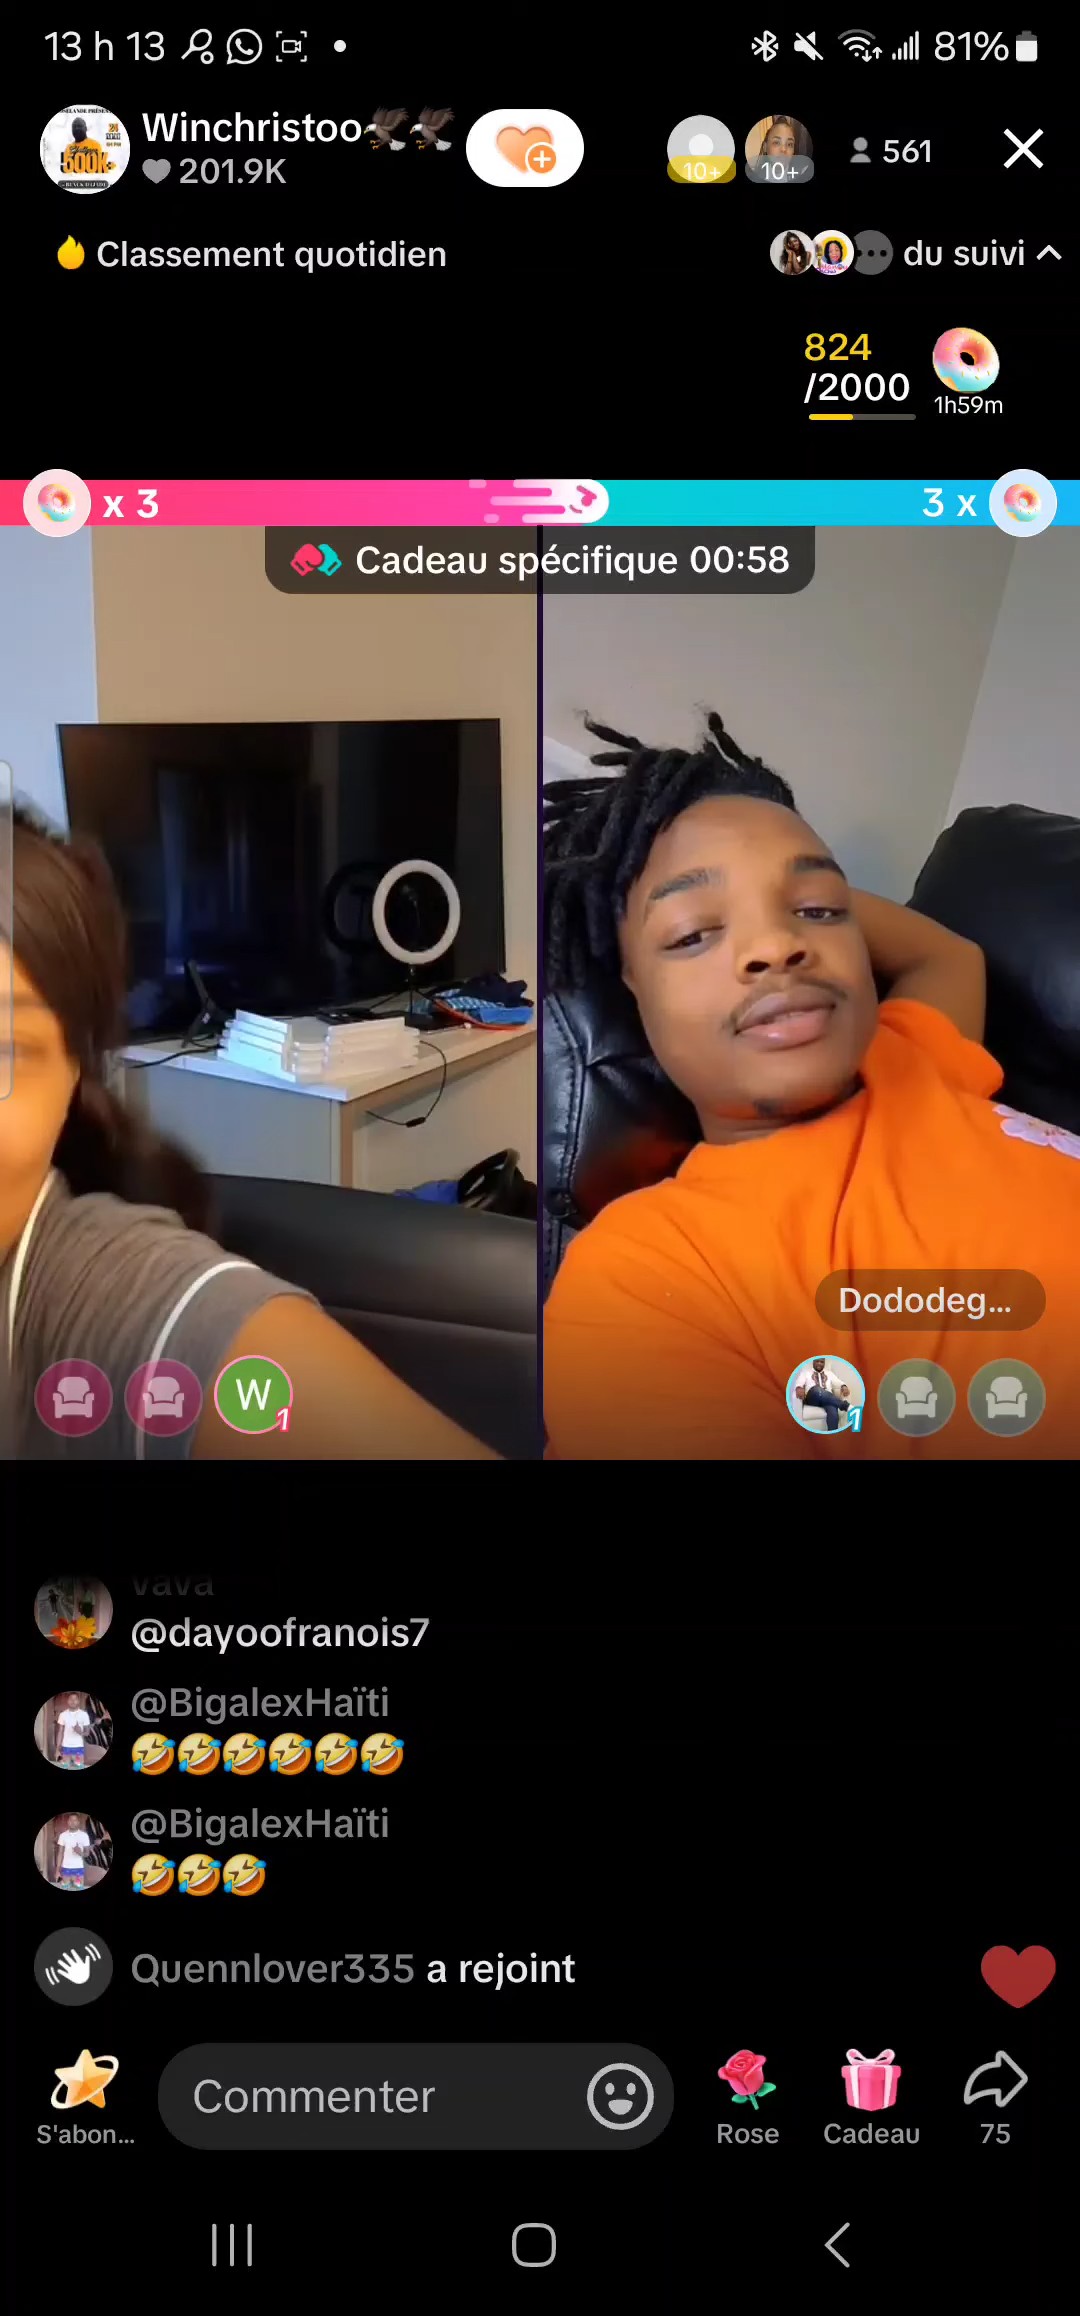 13 h 13
81%
Winchristoo
201.9K
10+
10+
561
Classement quotidien
du suivi
824
/2000
1h59m
x 3
3 x
Cadeau spécifique 00:58
Dododeg...
W
1
1
vava
@dayoofranois7
@BigalexHaïti
🤣🤣🤣🤣🤣🤣
@BigalexHaïti
🤣🤣🤣
Quennlover335 a rejoint
S'abon...
Commenter
Rose
Cadeau
75